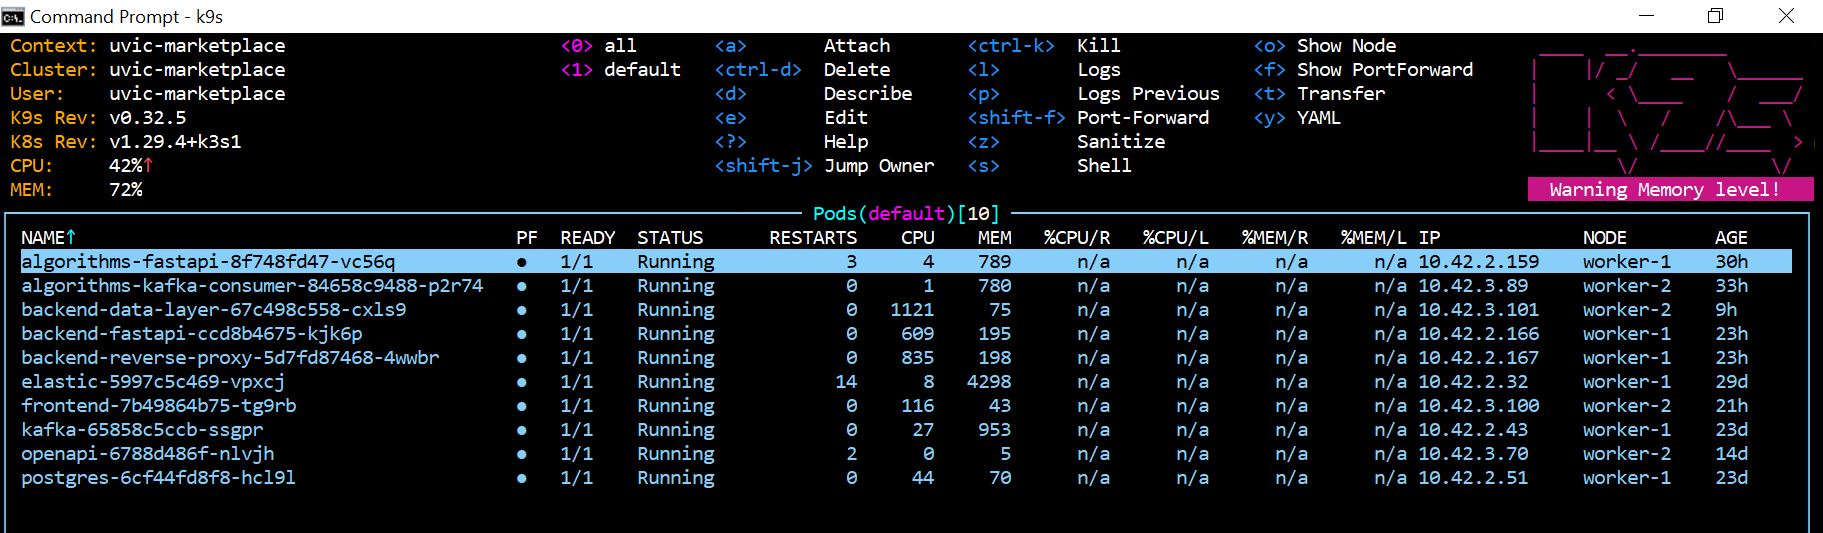 Command Prompt - k9s
Context: uvic-marketplace <0> all <a> Attach <ctrl-k> Kill <o> Show Node
Cluster: uvic-marketplace <1> default <ctrl-d> Delete <l> Logs <f> Show PortForward
User: uvic-marketplace <d> Describe <p> Logs Previous <t> Transfer
K9s Rev: v0.32.5 <e> Edit <shift-f> Port-Forward <y> YAML
K8s Rev: v1.29.4+k3s1 <?> Help <z> Sanitize
CPU: 42%↑ <shift-j> Jump Owner <s> Shell
MEM: 72%
K9s
Warning Memory level!
Pods(default)[10]
NAME↑ PF READY STATUS RESTARTS CPU MEM %CPU/R %CPU/L %MEM/R %MEM/L IP NODE AGE
algorithms-fastapi-8f748fd47-vc56q ● 1/1 Running 3 4 789 n/a n/a n/a n/a 10.42.2.159 worker-1 30h
algorithms-kafka-consumer-84658c9488-p2r74 ● 1/1 Running 0 1 780 n/a n/a n/a n/a 10.42.3.89 worker-2 33h
backend-data-layer-67c498c558-cxls9 ● 1/1 Running 0 1121 75 n/a n/a n/a n/a 10.42.3.101 worker-2 9h
backend-fastapi-ccd8b4675-kjk6p ● 1/1 Running 0 609 195 n/a n/a n/a n/a 10.42.2.166 worker-1 23h
backend-reverse-proxy-5d7fd87468-4wwbr ● 1/1 Running 0 835 198 n/a n/a n/a n/a 10.42.2.167 worker-1 23h
elastic-5997c5c469-vpxcj ● 1/1 Running 14 8 4298 n/a n/a n/a n/a 10.42.2.32 worker-1 29d
frontend-7b49864b75-tg9rb ● 1/1 Running 0 116 43 n/a n/a n/a n/a 10.42.3.100 worker-2 21h
kafka-65858c5ccb-ssgpr ● 1/1 Running 0 27 953 n/a n/a n/a n/a 10.42.2.43 worker-1 23d
openapi-6788d486f-nlvjh ● 1/1 Running 2 0 5 n/a n/a n/a n/a 10.42.3.70 worker-2 14d
postgres-6cf44fd8f8-hcl9l ● 1/1 Running 0 44 70 n/a n/a n/a n/a 10.42.2.51 worker-1 23d